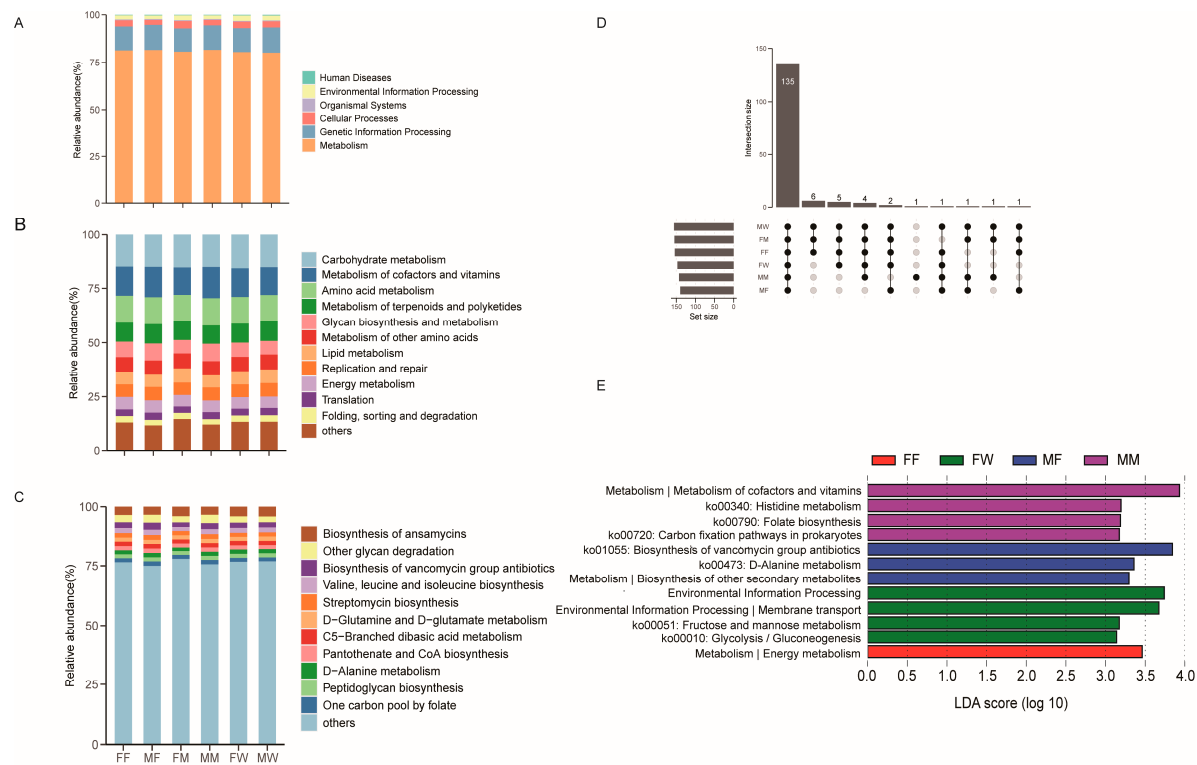 A
Relative abundance(%)
100
75
50
25
0
Human Diseases
Environmental Information Processing
Organismal Systems
Cellular Processes
Genetic Information Processing
Metabolism
B
Relative abundance(%)
100
75
50
25
0
Carbohydrate metabolism
Metabolism of cofactors and vitamins
Amino acid metabolism
Metabolism of terpenoids and polyketides
Glycan biosynthesis and metabolism
Metabolism of other amino acids
Lipid metabolism
Replication and repair
Energy metabolism
Translation
Folding, sorting and degradation
others
C
Relative abundance(%)
100
75
50
25
0
FF MF FM MM FW MW
Biosynthesis of ansamycins
Other glycan degradation
Biosynthesis of vancomycin group antibiotics
Valine, leucine and isoleucine biosynthesis
Streptomycin biosynthesis
D−Glutamine and D−glutamate metabolism
C5−Branched dibasic acid metabolism
Pantothenate and CoA biosynthesis
D−Alanine metabolism
Peptidoglycan biosynthesis
One carbon pool by folate
others
D
Intersection size
150
100
50
0
135 6 5 4 2 1 1 1 1 1
MW
FM
FF
FW
MM
MF
150 100 50 0
Set size
E
FF FW MF MM
Metabolism | Metabolism of cofactors and vitamins
ko00340: Histidine metabolism
ko00790: Folate biosynthesis
ko00720: Carbon fixation pathways in prokaryotes
ko01055: Biosynthesis of vancomycin group antibiotics
ko00473: D-Alanine metabolism
Metabolism | Biosynthesis of other secondary metabolites
Environmental Information Processing
Environmental Information Processing | Membrane transport
ko00051: Fructose and mannose metabolism
ko00010: Glycolysis / Gluconeogenesis
Metabolism | Energy metabolism
0.0 0.5 1.0 1.5 2.0 2.5 3.0 3.5 4.0
LDA score (log 10)